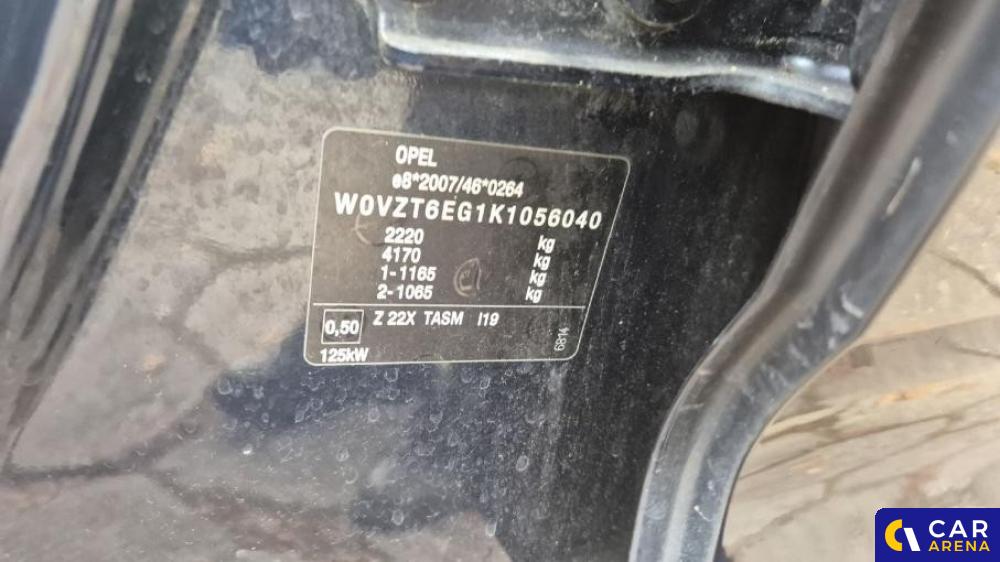 OPEL
e8*2007/46*0264
W0VZT6EG1K1056040
2220 kg
4170 kg
1-1165 kg
2-1065 kg
0,50 Z 22X TASM I19
125kW
6814
CAR
ARENA